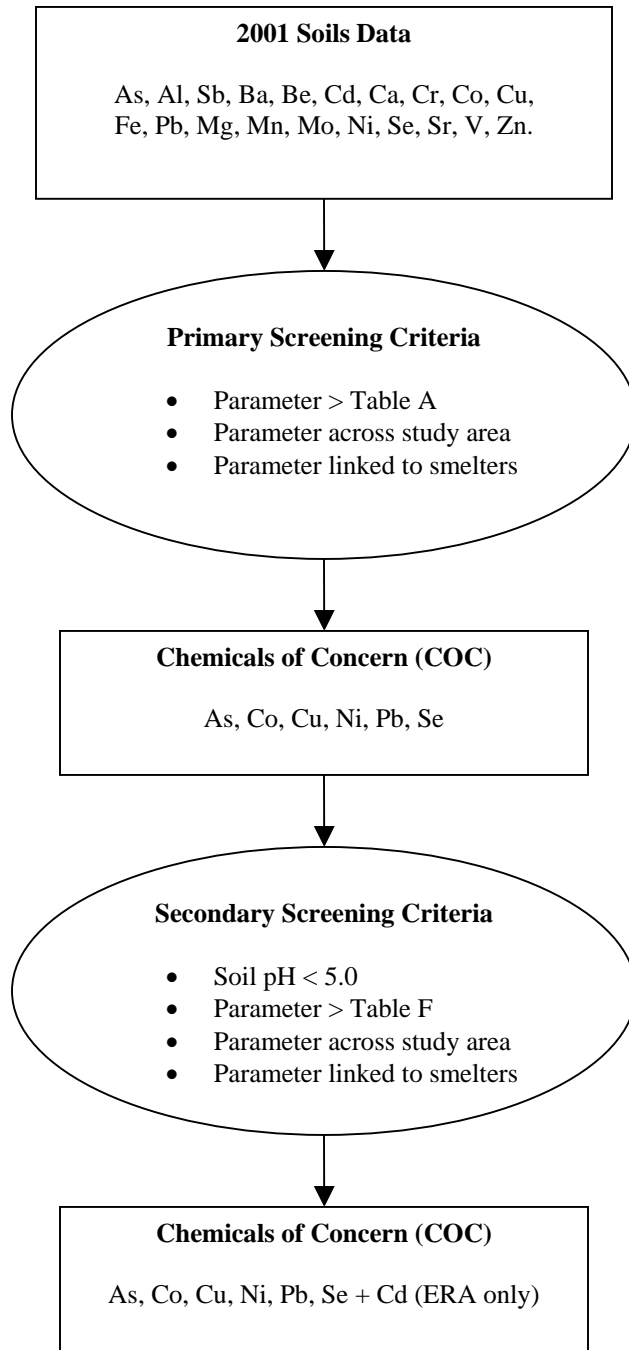 2001 Soils Data
As, Al, Sb, Ba, Be, Cd, Ca, Cr, Co, Cu,
Fe, Pb, Mg, Mn, Mo, Ni, Se, Sr, V, Zn.
Primary Screening Criteria
• Parameter > Table A
• Parameter across study area
• Parameter linked to smelters
Chemicals of Concern (COC)
As, Co, Cu, Ni, Pb, Se
Secondary Screening Criteria
• Soil pH < 5.0
• Parameter > Table F
• Parameter across study area
• Parameter linked to smelters
Chemicals of Concern (COC)
As, Co, Cu, Ni, Pb, Se + Cd (ERA only)